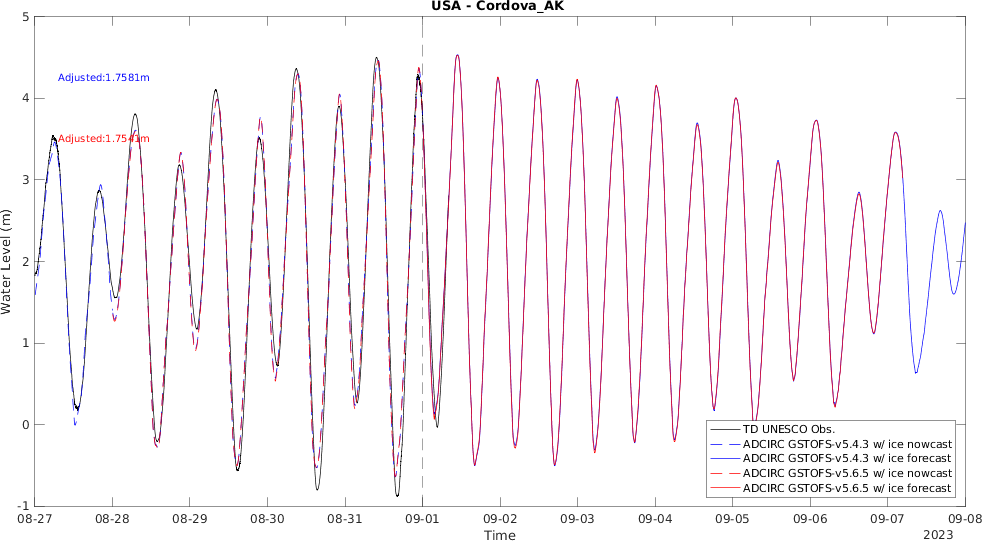 USA - Cordova_AK
Adjusted:1.7581m
Adjusted:1.7541m
Water Level (m)
5
4
3
2
1
0
-1
TD UNESCO Obs.
ADCIRC GSTOFS-v5.4.3 w/ ice nowcast
ADCIRC GSTOFS-v5.4.3 w/ ice forecast
ADCIRC GSTOFS-v5.6.5 w/ ice nowcast
ADCIRC GSTOFS-v5.6.5 w/ ice forecast
08-27 08-28 08-29 08-30 08-31 09-01 09-02 09-03 09-04 09-05 09-06 09-07 09-08
Time
2023